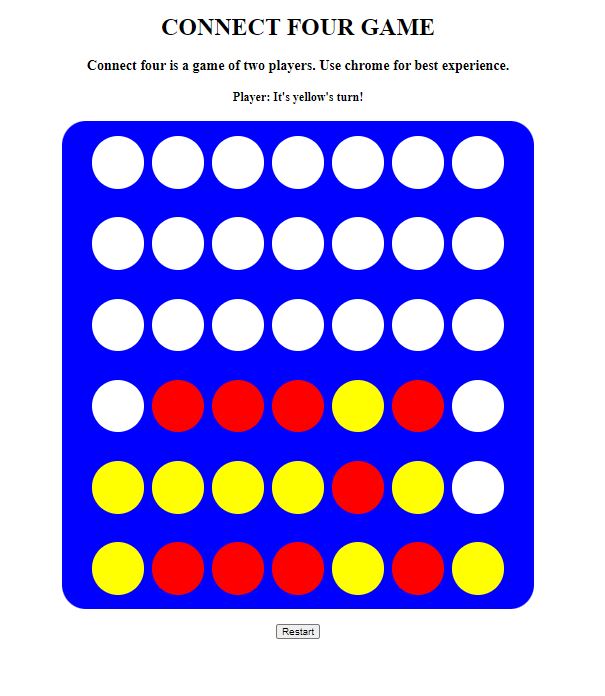 CONNECT FOUR GAME
Connect four is a game of two players. Use chrome for best experience.
Player: It's yellow's turn!
Restart